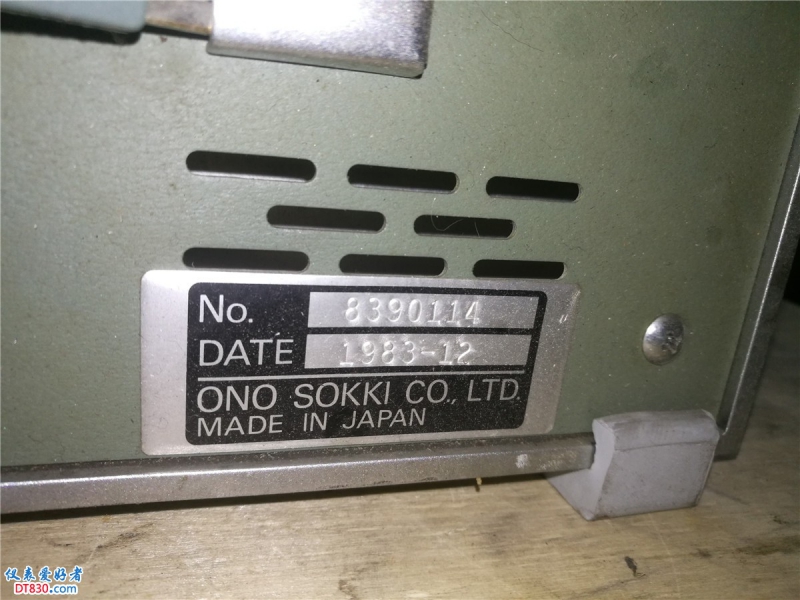 No. 8390114
DATE 1983-12
ONO SOKKI CO., LTD.
MADE IN JAPAN
仪表爱好者
DT830.com